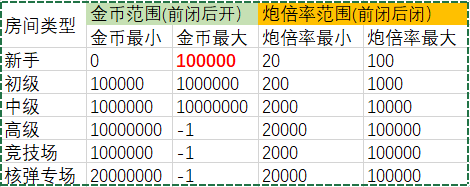 房间类型 金币范围(前闭后开) 炮倍率范围(前闭后闭)
金币最小 金币最大 炮倍率最小 炮倍率最大
新手 0 100000 20 100
初级 100000 1000000 200 1000
中级 1000000 10000000 2000 10000
高级 10000000 -1 20000 100000
竞技场 1000000 -1 2000 100000
核弹专场 20000000 -1 20000 100000